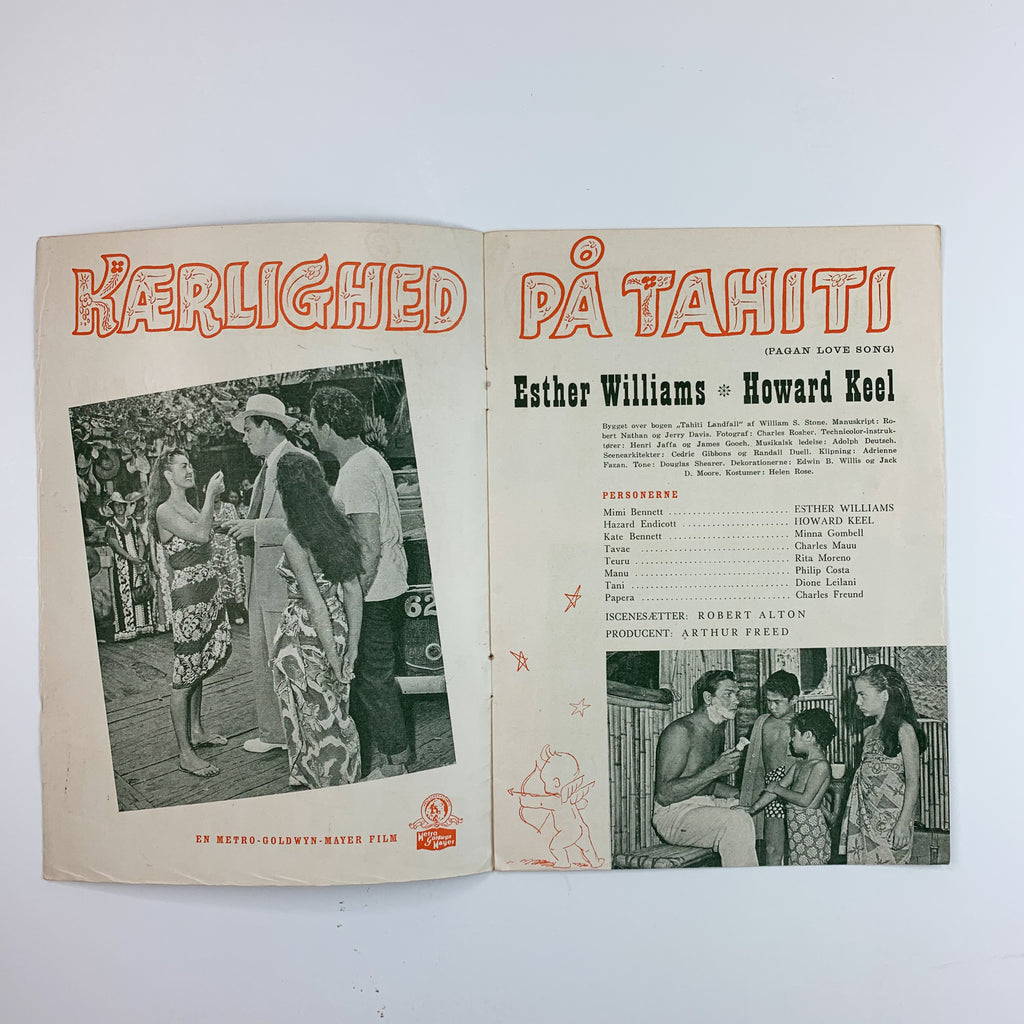 KÆRLIGHED
62
EN METRO-GOLDWYN-MAYER FILM
Metro
Goldwyn
Mayer
PÅ TAHITI
(PAGAN LOVE SONG)
Esther Williams ❊ Howard Keel
Bygget over bogen „Tahiti Landfall“ af William S. Stone. Manuskript: Ro-
bert Nathan og Jerry Davis. Fotograf: Charles Rosher. Technicolor-instruk-
tører: Henri Jaffa og James Gooch. Musikalsk ledelse: Adolph Deutsch.
Scenearkitekter: Cedric Gibbons og Randall Duell. Klipning: Adrienne
Fazan. Tone: Douglas Shearer. Dekorationerne: Edwin B. Willis og Jack
D. Moore. Kostumer: Helen Rose.
PERSONERNE
Mimi Bennett ........................ ESTHER WILLIAMS
Hazard Endicott ..................... HOWARD KEEL
Kate Bennett ........................ Minna Gombell
Tavae ............................... Charles Mauu
Teuru ............................... Rita Moreno
Manu ................................ Philip Costa
Tani ................................ Dione Leilani
Papera .............................. Charles Freund
ISCENESÆTTER: ROBERT ALTON
PRODUCENT: ARTHUR FREED